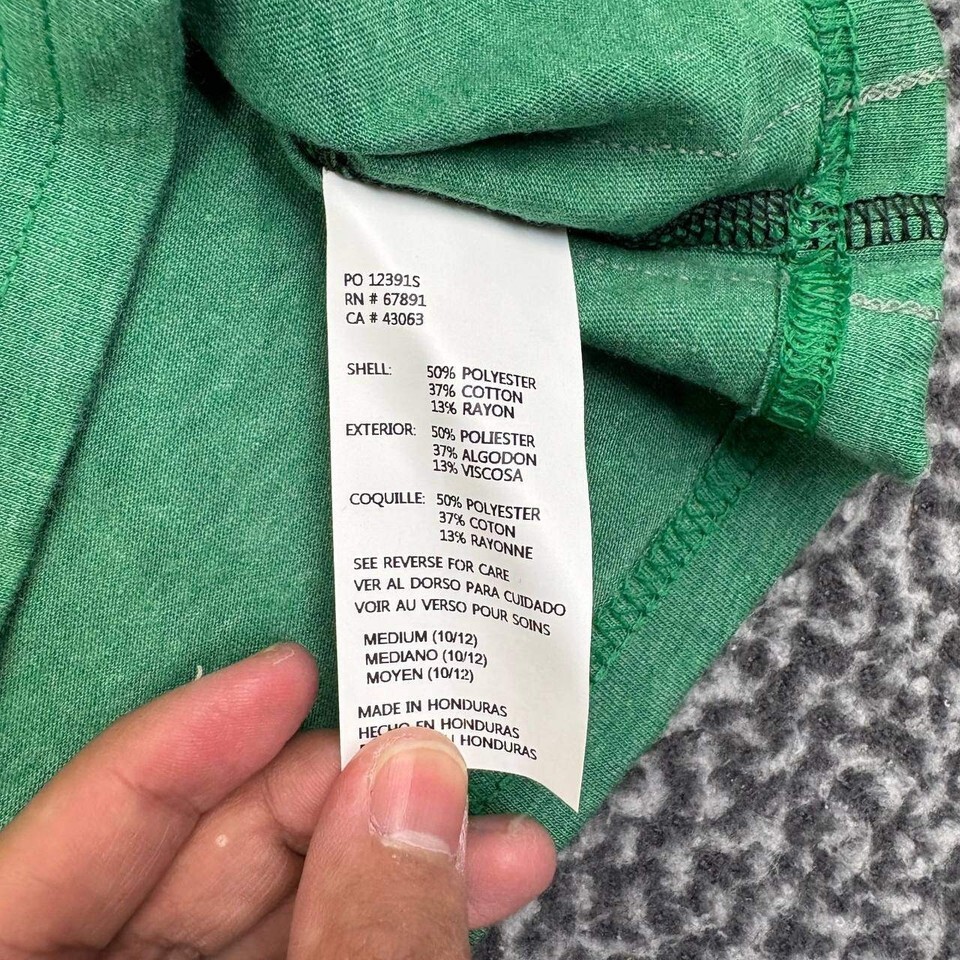 PO 12391S
RN # 67891
CA # 43063
SHELL: 50% POLYESTER
37% COTTON
13% RAYON
EXTERIOR: 50% POLIESTER
37% ALGODON
13% VISCOSA
COQUILLE: 50% POLYESTER
37% COTON
13% RAYONNE
SEE REVERSE FOR CARE
VER AL DORSO PARA CUIDADO
VOIR AU VERSO POUR SOINS
MEDIUM (10/12)
MEDIANO (10/12)
MOYEN (10/12)
MADE IN HONDURAS
HECHO EN HONDURAS
HONDURAS